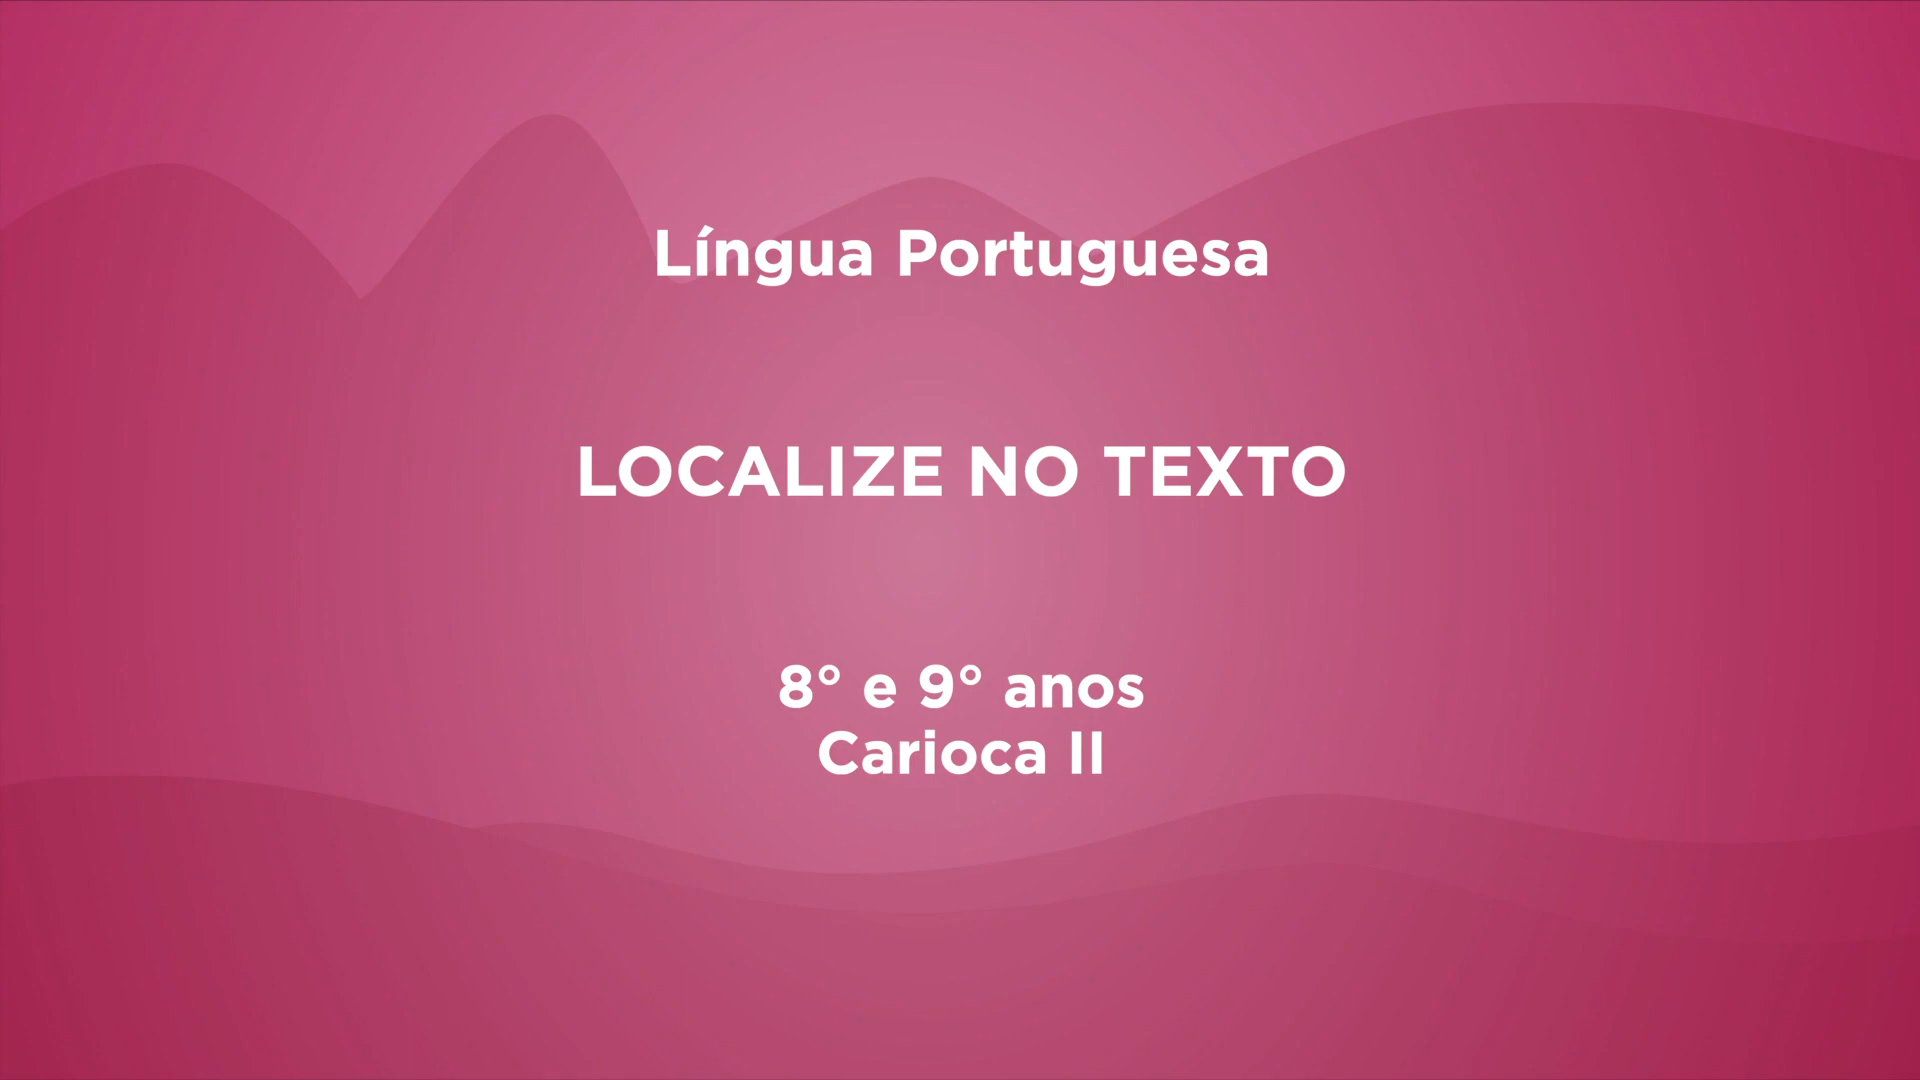 Língua Portuguesa
LOCALIZE NO TEXTO
8° e 9° anos
Carioca II